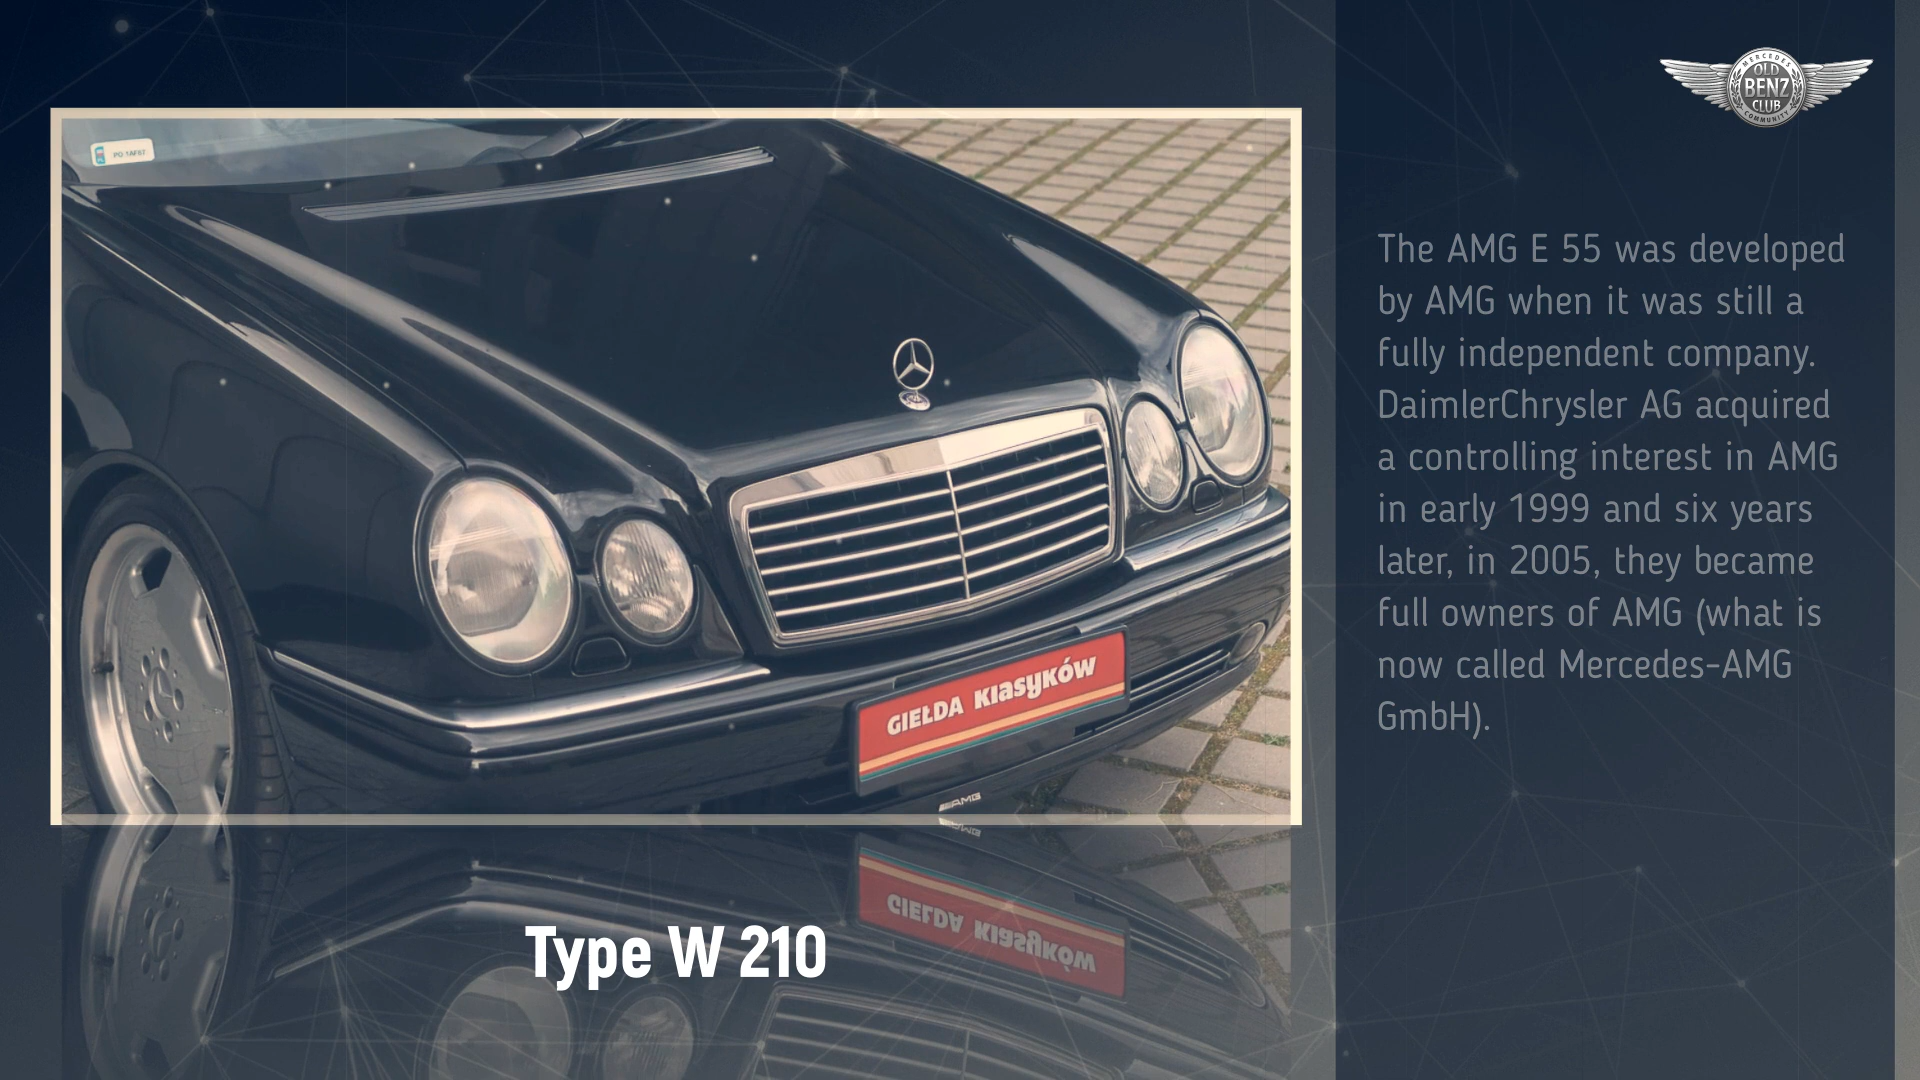 MERCEDES
OLD
BENZ
CLUB
COMMUNITY
PO 1AF67
The AMG E 55 was developed
by AMG when it was still a
fully independent company.
DaimlerChrysler AG acquired
a controlling interest in AMG
in early 1999 and six years
later, in 2005, they became
full owners of AMG (what is
now called Mercedes-AMG
GmbH).
GIEŁDA Klasyków
AMG
Type W 210